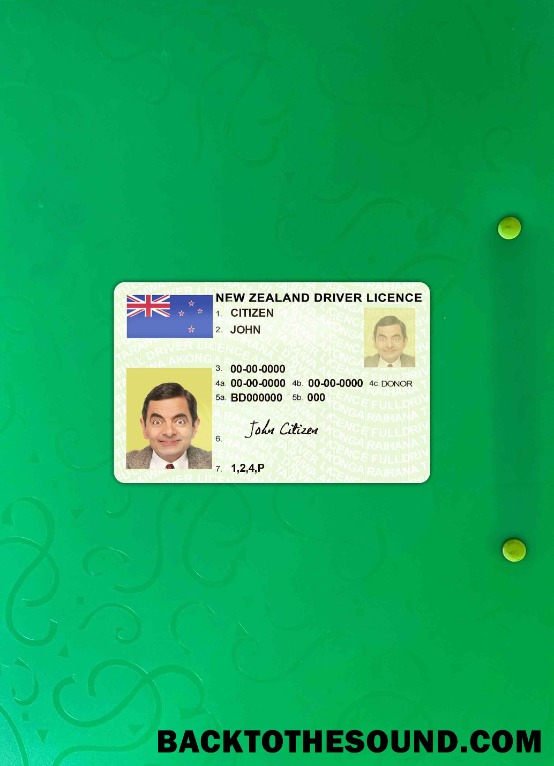 NEW ZEALAND DRIVER LICENCE
1. CITIZEN
2. JOHN
3. 00-00-0000
4a. 00-00-0000 4b. 00-00-0000 4c. DONOR
5a. BD000000 5b. 000
John Citizen
6.
7. 1,2,4,P
BACKTOTHESOUND.COM